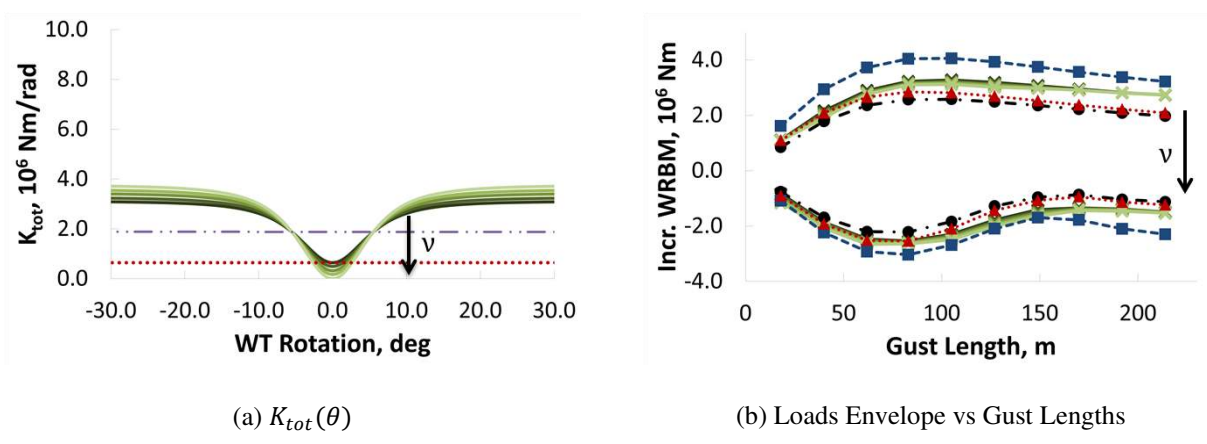 10.0
8.0
6.0
4.0
2.0
0.0
K_tot, 10^6 Nm/rad
-30.0 -20.0 -10.0 0.0 10.0 20.0 30.0
WT Rotation, deg
ν
(a) K_tot(θ)
4.0
2.0
0.0
-2.0
-4.0
Incr. WRBM, 10^6 Nm
0 50 100 150 200
Gust Length, m
ν
(b) Loads Envelope vs Gust Lengths